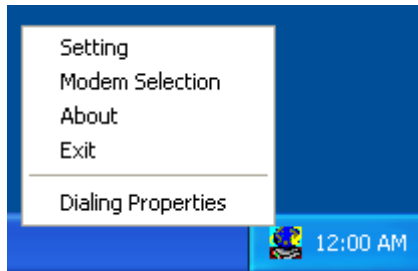 Setting
Modem Selection
About
Exit
Dialing Properties
12:00 AM